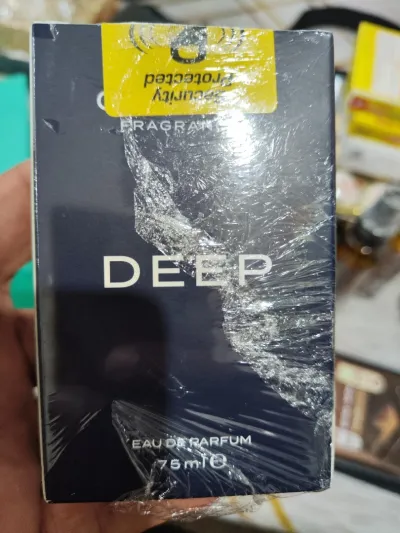 Security
Protected
FRAGRAN
DEEP
EAU DE PARFUM
75ml℮